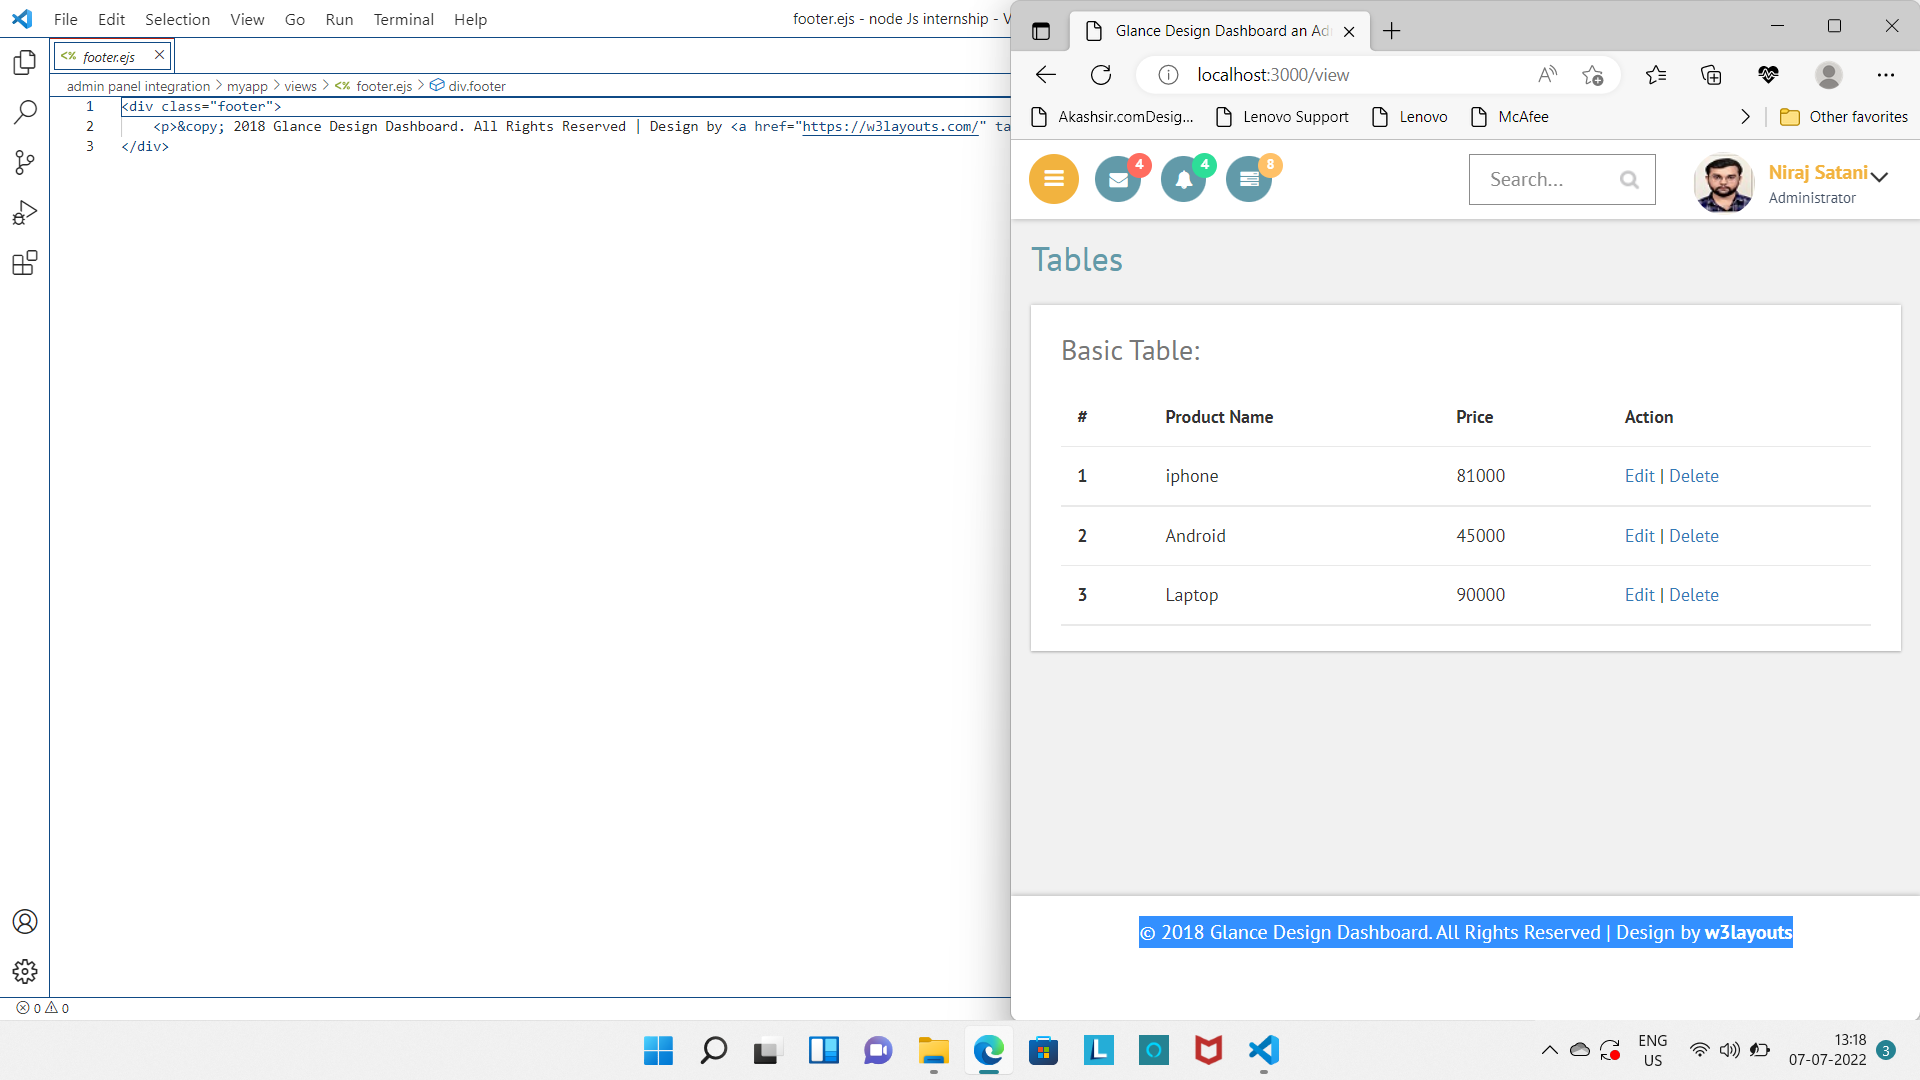 File Edit Selection View Go Run Terminal Help
footer.ejs - node Js internship - V
<% footer.ejs
admin panel integration > myapp > views > <% footer.ejs > div.footer
1 <div class="footer">
2 <p>&copy; 2018 Glance Design Dashboard. All Rights Reserved | Design by <a href="https://w3layouts.com/" ta
3 </div>
0 0
Glance Design Dashboard an Ad
localhost:3000/view
Akashsir.comDesig... Lenovo Support Lenovo McAfee Other favorites
4 4 8 Search...
Niraj Satani
Administrator
Tables
Basic Table:
# Product Name Price Action
1 iphone 81000 Edit | Delete
2 Android 45000 Edit | Delete
3 Laptop 90000 Edit | Delete
© 2018 Glance Design Dashboard. All Rights Reserved | Design by w3layouts
ENG
US
13:18
07-07-2022
3